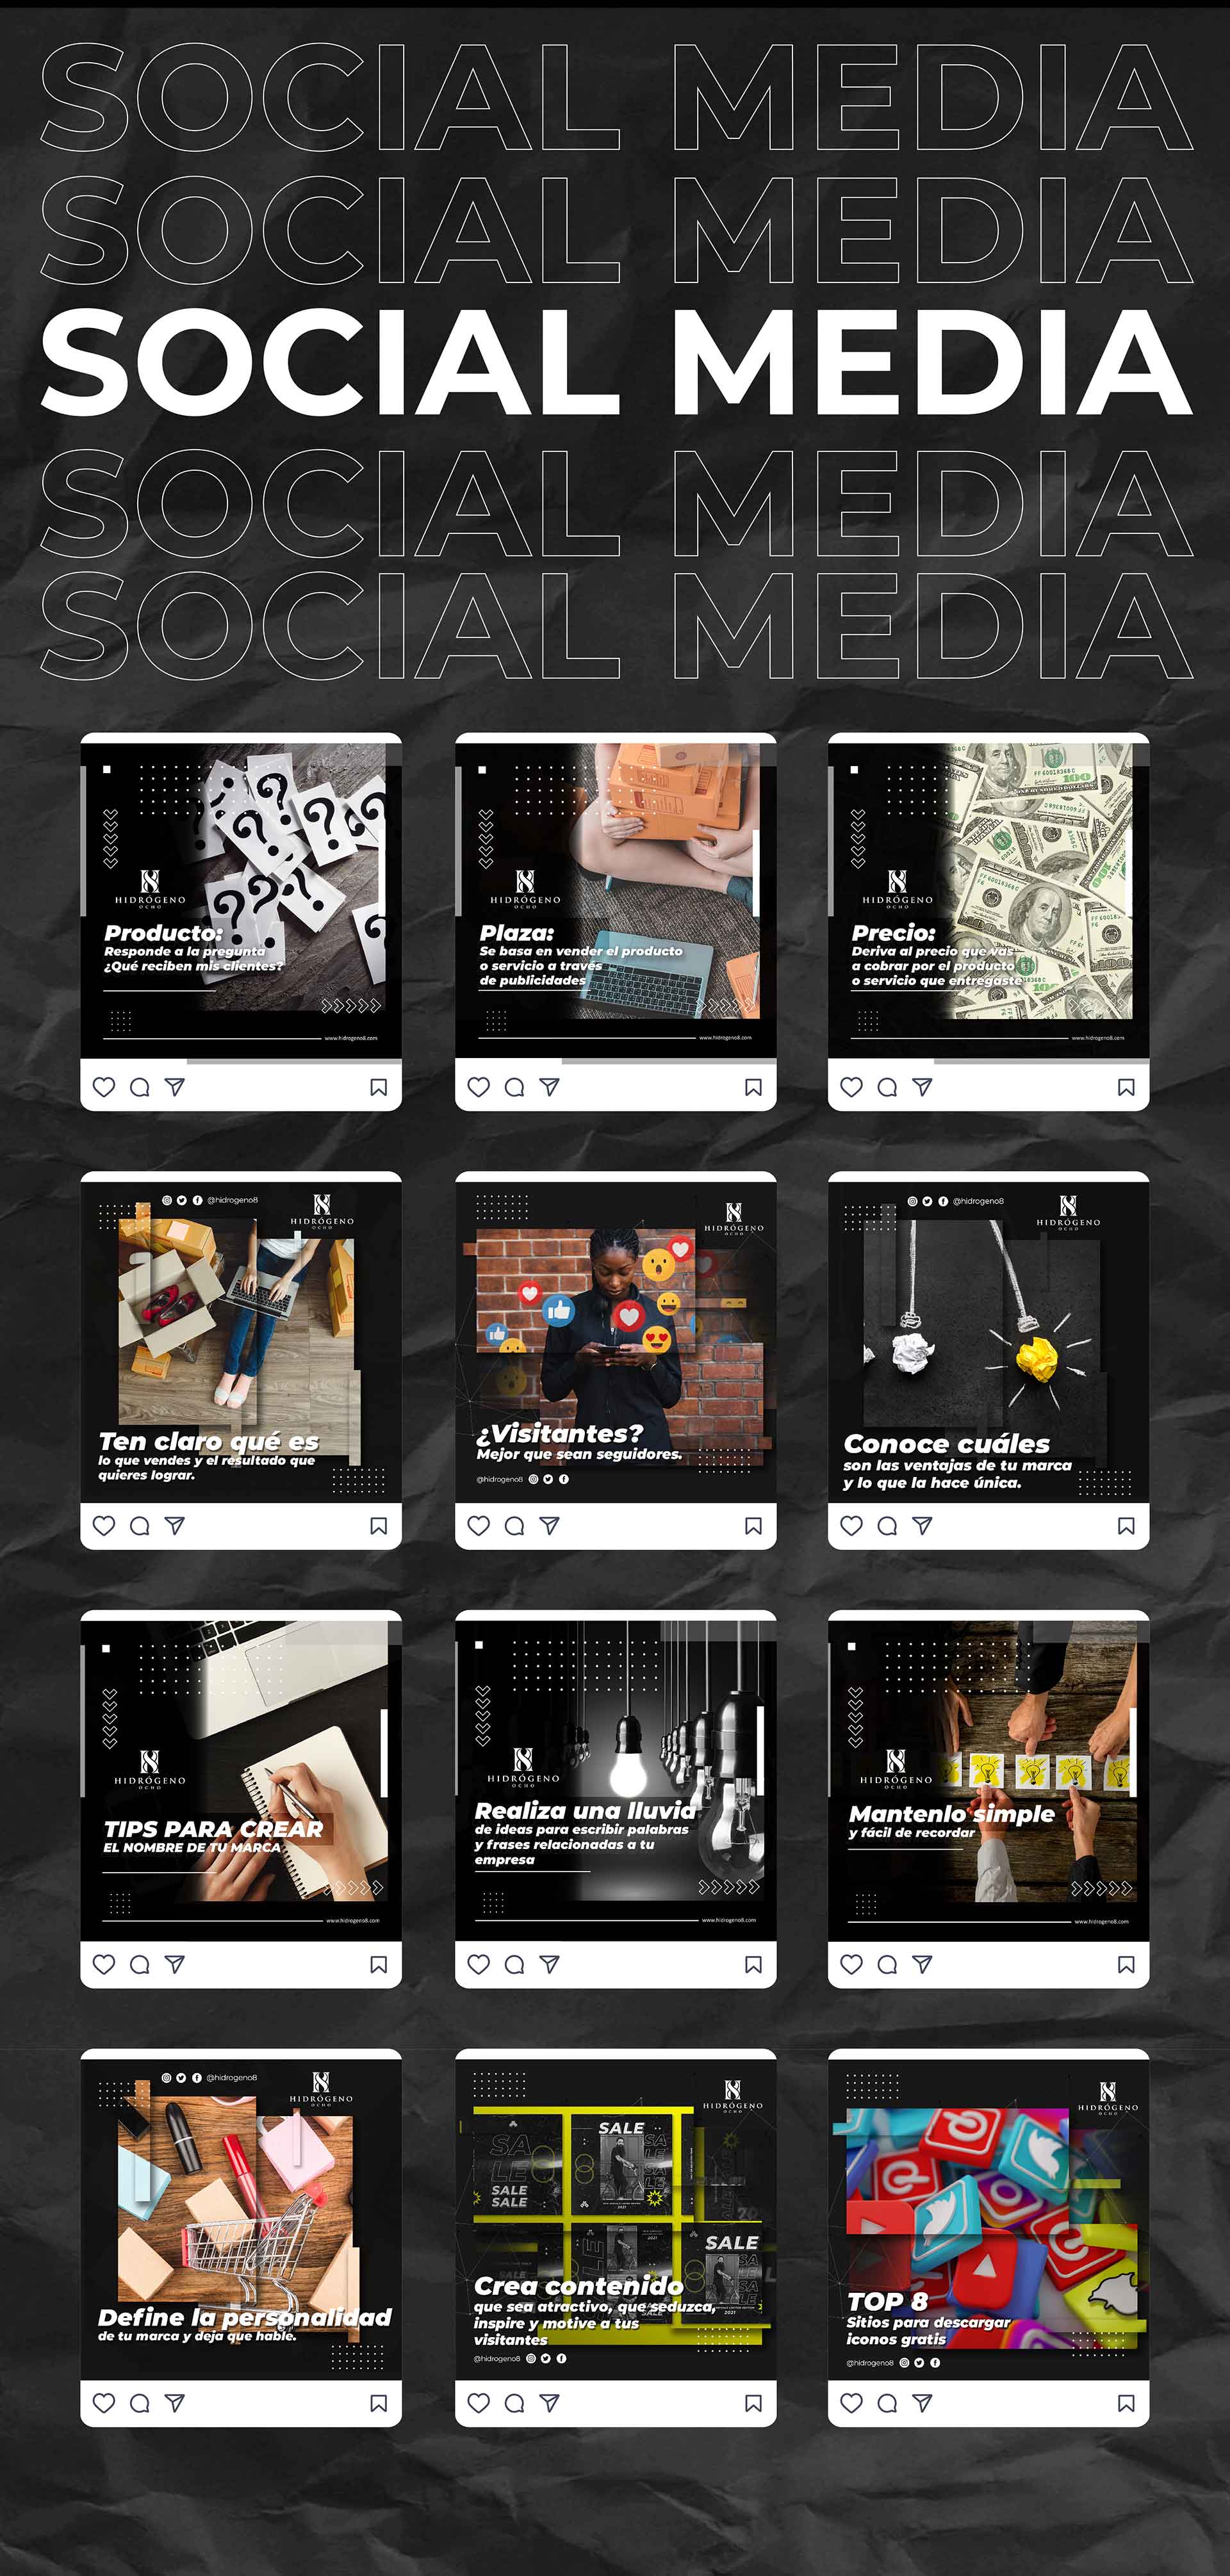 SOCIAL MEDIA
SOCIAL MEDIA
SOCIAL MEDIA
SOCIAL MEDIA
SOCIAL MEDIA
HIDRÓGENO
OCHO
Producto:
Responde a la pregunta
¿Qué reciben mis clientes?
www.hidrogeno8.com
HIDRÓGENO
OCHO
Plaza:
Se basa en vender el producto
o servicio a través
de publicidades
www.hidrogeno8.com
FF 60018368 C
100
HIDRÓGENO
OCHO
Precio:
Deriva al precio que vas
a cobrar por el producto
o servicio que entregaste
www.hidrogeno8.com
@hidrogeno8
HIDRÓGENO
OCHO
Ten claro qué es
lo que vendes y el resultado que
quieres lograr.
HIDRÓGENO
OCHO
¿Visitantes?
Mejor que sean seguidores.
@hidrogeno8
@hidrogeno8
HIDRÓGENO
OCHO
Conoce cuáles
son las ventajas de tu marca
y lo que la hace única.
HIDRÓGENO
OCHO
TIPS PARA CREAR
EL NOMBRE DE TU MARCA
www.hidrogeno8.com
HIDRÓGENO
OCHO
Realiza una lluvia
de ideas para escribir palabras
y frases relacionadas a tu
empresa
www.hidrogeno8.com
HIDRÓGENO
OCHO
Mantenlo simple
y fácil de recordar
www.hidrogeno8.com
@hidrogeno8
HIDRÓGENO
OCHO
Define la personalidad
de tu marca y deja que hable.
HIDRÓGENO
OCHO
SALE
SA
LE
SALE
SALE
SALE
2021
Crea contenido
que sea atractivo, que seduzca,
inspire y motive a tus
visitantes
@hidrogeno8
HIDRÓGENO
OCHO
TOP 8
Sitios para descargar
iconos gratis
@hidrogeno8